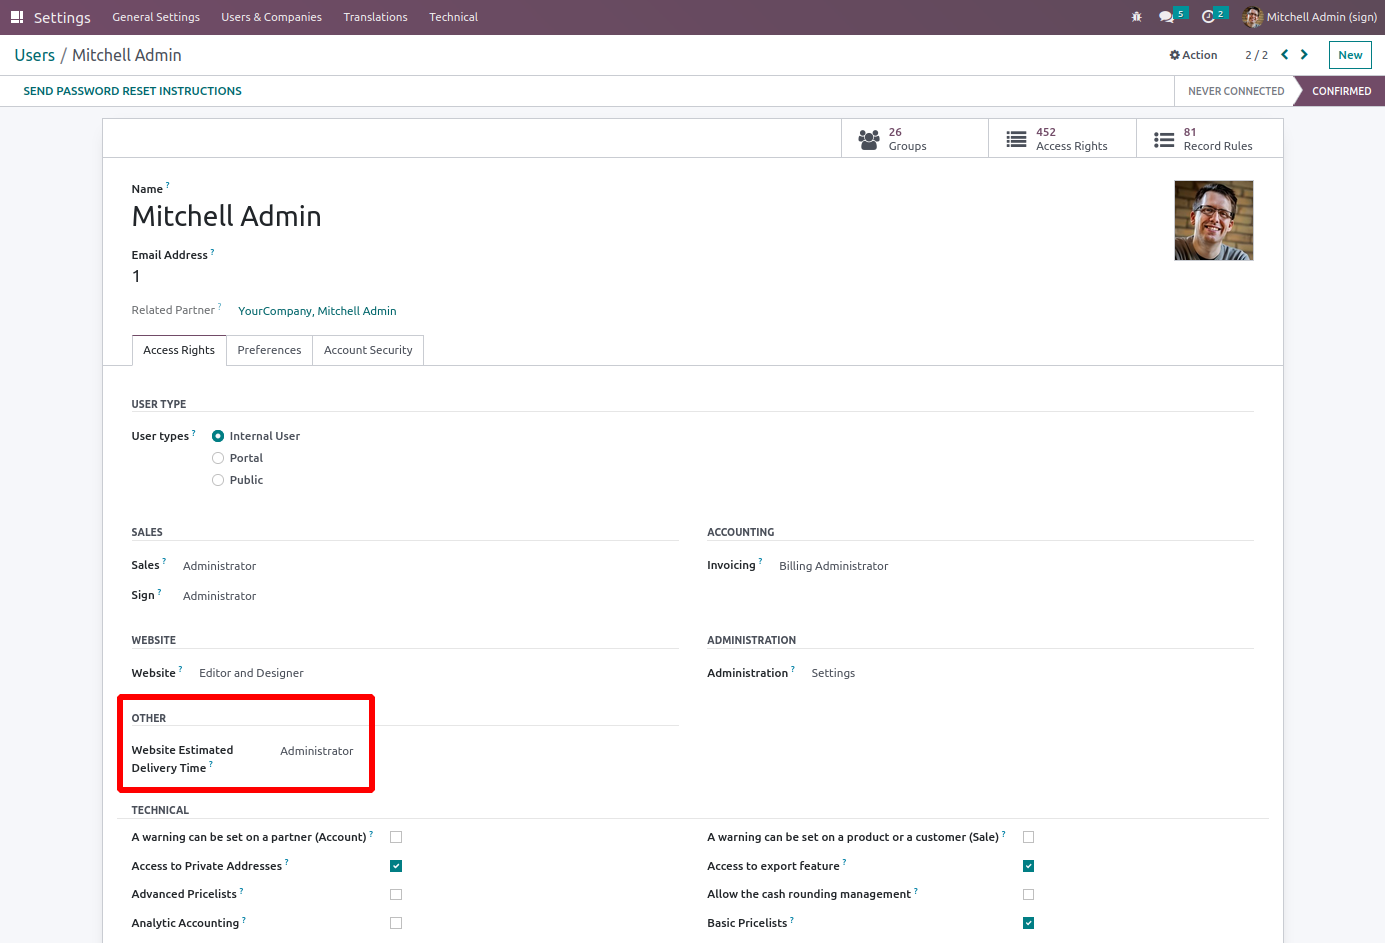 Settings General Settings Users & Companies Translations Technical 5 2 Mitchell Admin (sign)
Users / Mitchell Admin Action 2 / 2 New
SEND PASSWORD RESET INSTRUCTIONS NEVER CONNECTED CONFIRMED
26 Groups 452 Access Rights 81 Record Rules
Name ?
Mitchell Admin
Email Address ?
1
Related Partner ? YourCompany, Mitchell Admin
Access Rights Preferences Account Security
USER TYPE
User types ? Internal User
Portal
Public
SALES ACCOUNTING
Sales ? Administrator Invoicing ? Billing Administrator
Sign ? Administrator
WEBSITE ADMINISTRATION
Website ? Editor and Designer Administration ? Settings
OTHER
Website Estimated Administrator
Delivery Time ?
TECHNICAL
A warning can be set on a partner (Account) ? A warning can be set on a product or a customer (Sale) ?
Access to Private Addresses ? Access to export feature ?
Advanced Pricelists ? Allow the cash rounding management ?
Analytic Accounting ? Basic Pricelists ?